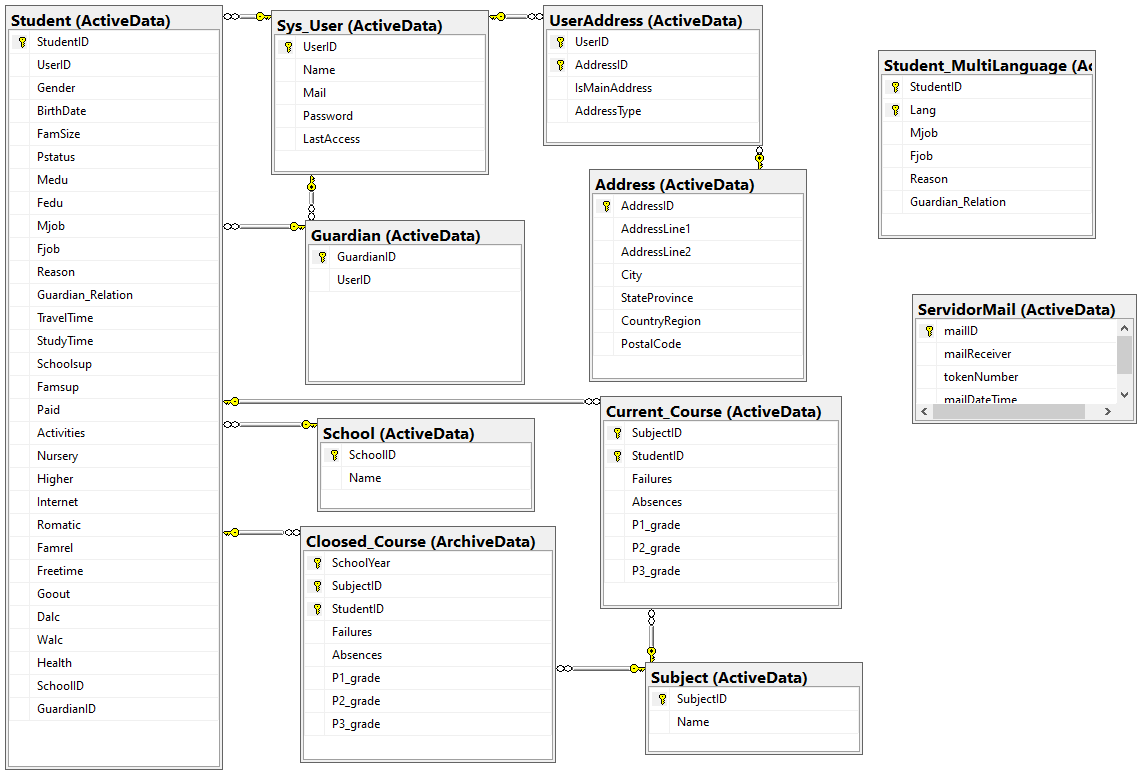 Student (ActiveData)
StudentID
UserID
Gender
BirthDate
FamSize
Pstatus
Medu
Fedu
Mjob
Fjob
Reason
Guardian_Relation
TravelTime
StudyTime
Schoolsup
Famsup
Paid
Activities
Nursery
Higher
Internet
Romatic
Famrel
Freetime
Goout
Dalc
Walc
Health
SchoolID
GuardianID
Sys_User (ActiveData)
UserID
Name
Mail
Password
LastAccess
UserAddress (ActiveData)
UserID
AddressID
IsMainAddress
AddressType
Student_MultiLanguage (Ac
StudentID
Lang
Mjob
Fjob
Reason
Guardian_Relation
Address (ActiveData)
AddressID
AddressLine1
AddressLine2
City
StateProvince
CountryRegion
PostalCode
Guardian (ActiveData)
GuardianID
UserID
ServidorMail (ActiveData)
mailID
mailReceiver
tokenNumber
mailDateTime
School (ActiveData)
SchoolID
Name
Current_Course (ActiveData)
SubjectID
StudentID
Failures
Absences
P1_grade
P2_grade
P3_grade
Cloosed_Course (ArchiveData)
SchoolYear
SubjectID
StudentID
Failures
Absences
P1_grade
P2_grade
P3_grade
Subject (ActiveData)
SubjectID
Name